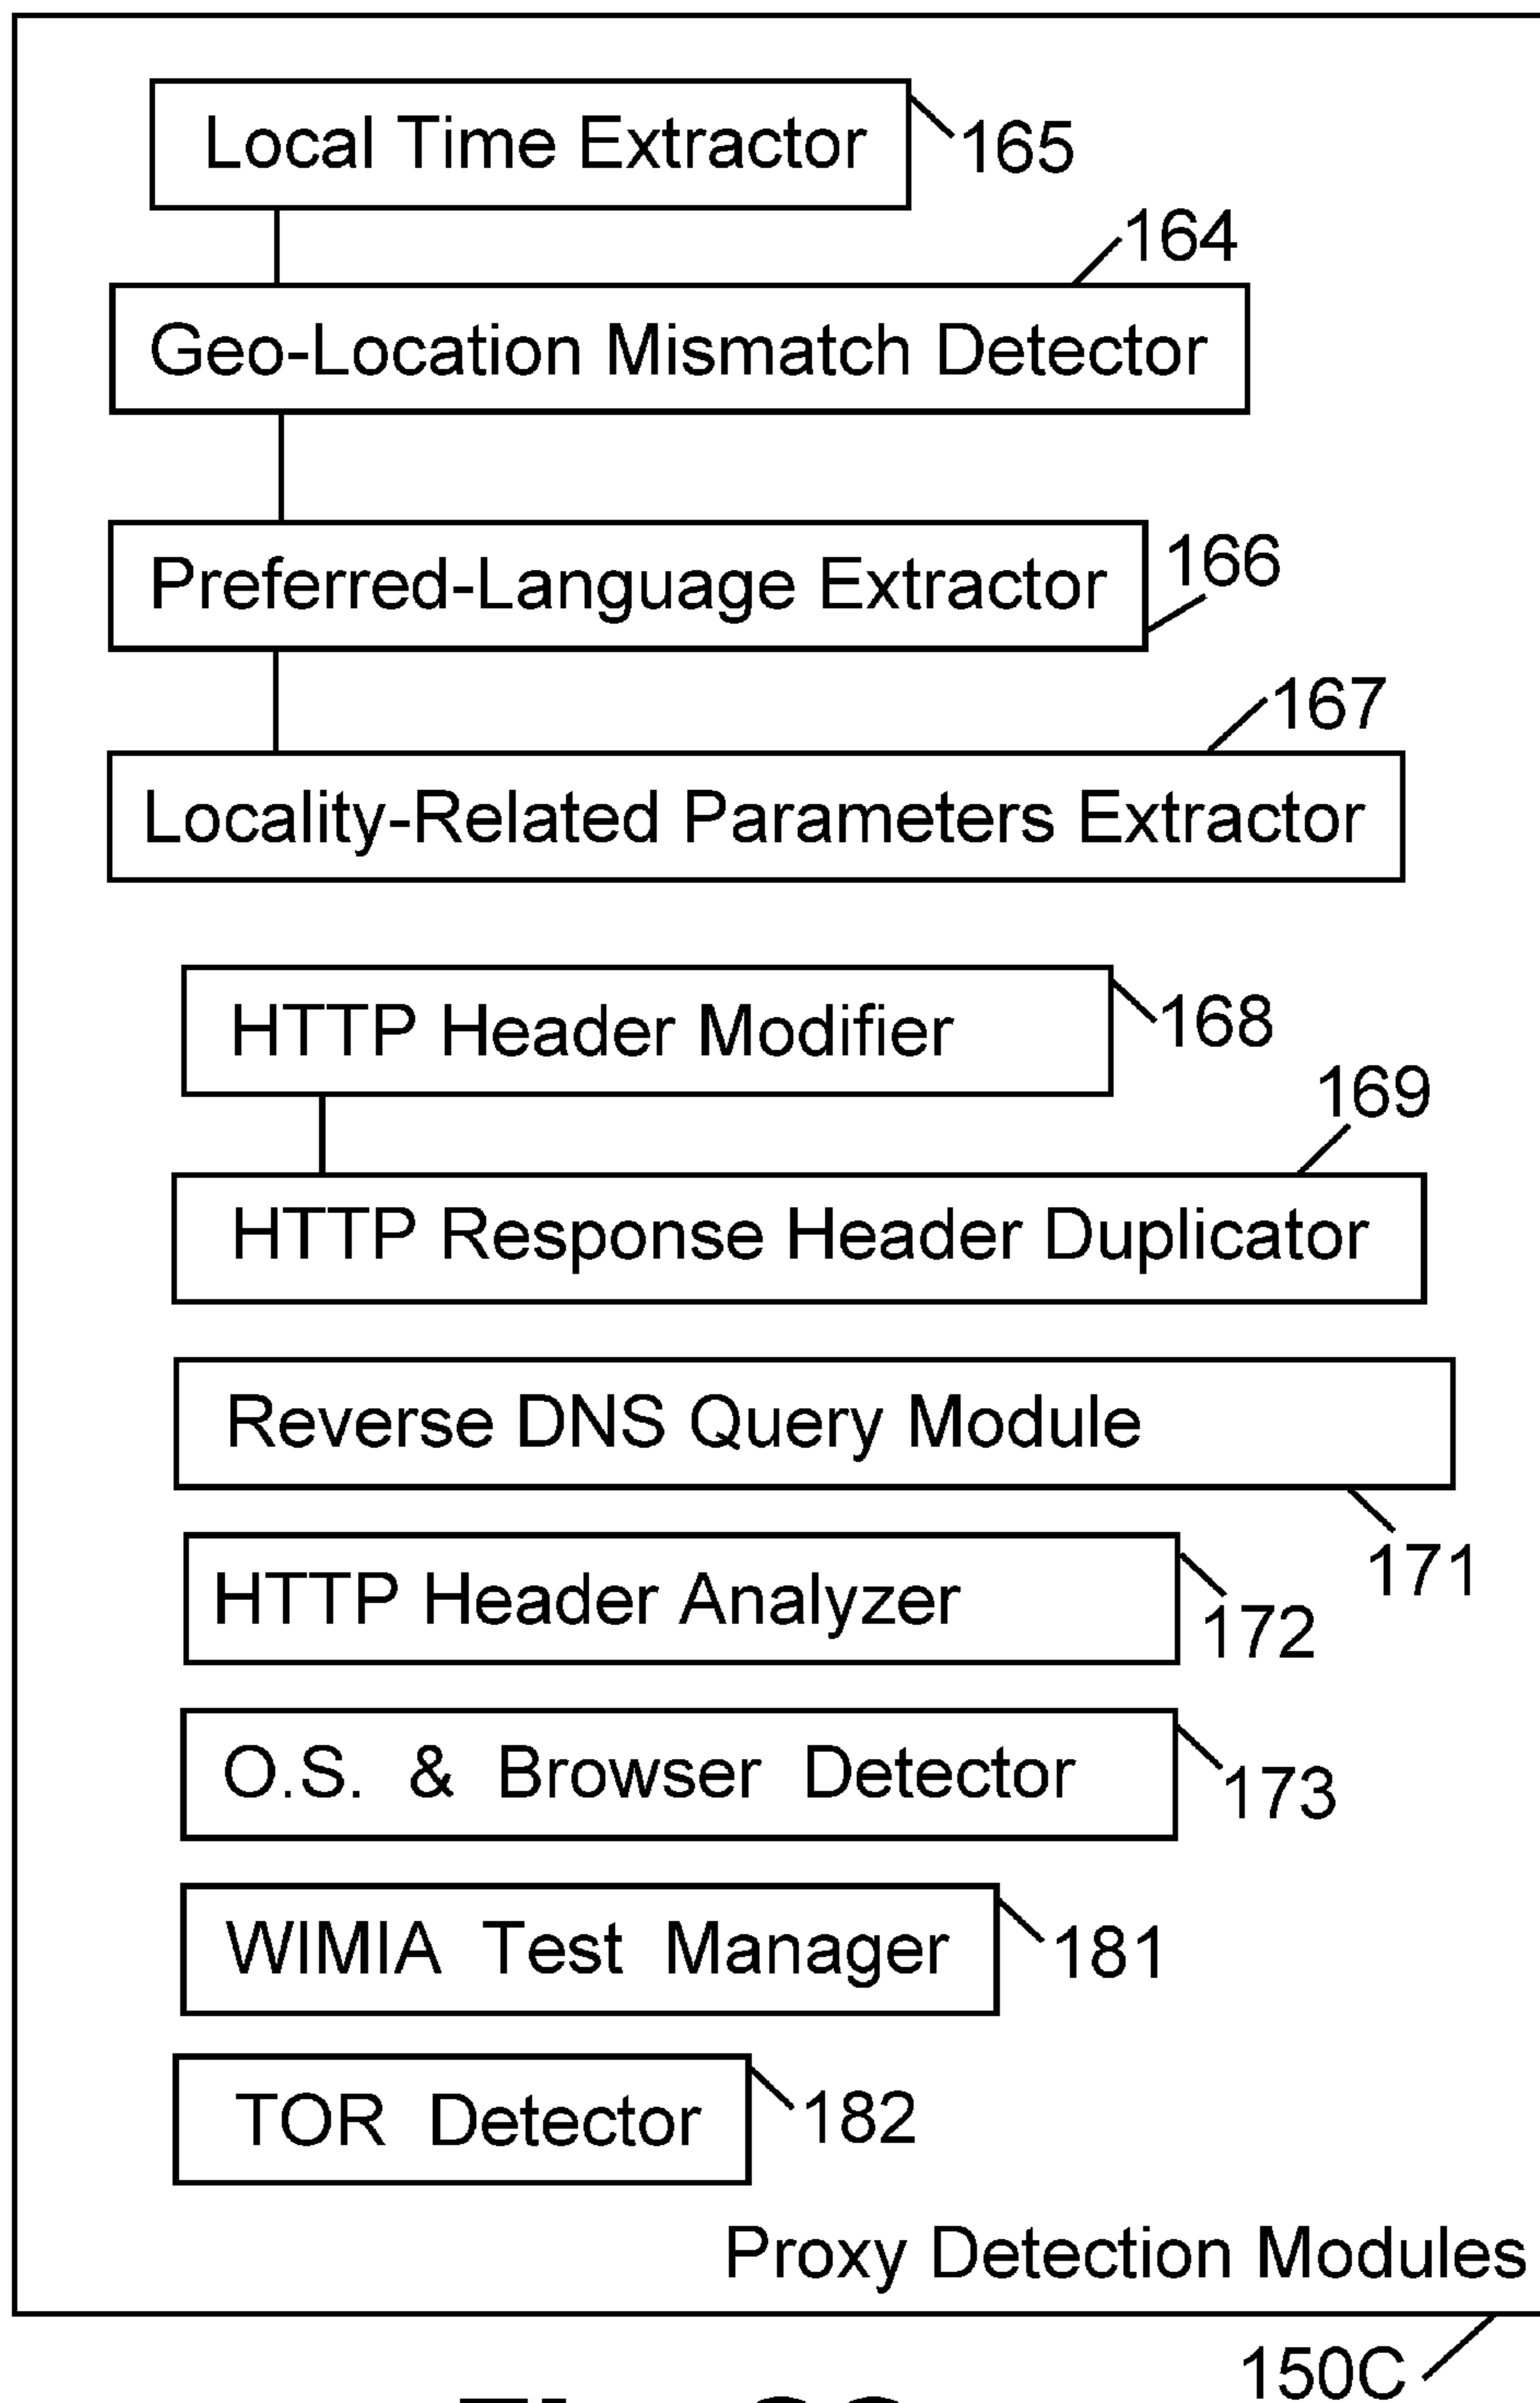 Local Time Extractor
165
164
Geo-Location Mismatch Detector
Preferred-Language Extractor
166
167
Locality-Related Parameters Extractor
HTTP Header Modifier
168
169
HTTP Response Header Duplicator
Reverse DNS Query Module
171
HTTP Header Analyzer
172
O.S. & Browser Detector
173
WIMIA Test Manager
181
TOR Detector
182
Proxy Detection Modules
150C